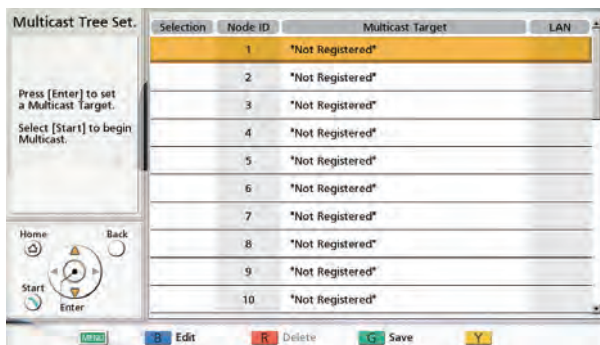 Multicast Tree Set.
Press [Enter] to set
a Multicast Target.
Select [Start] to begin
Multicast.
Home
Back
Start
Enter
Selection Node ID Multicast Target LAN
1 *Not Registered*
2 *Not Registered*
3 *Not Registered*
4 *Not Registered*
5 *Not Registered*
6 *Not Registered*
7 *Not Registered*
8 *Not Registered*
9 *Not Registered*
10 *Not Registered*
MENU B Edit R Delete G Save Y